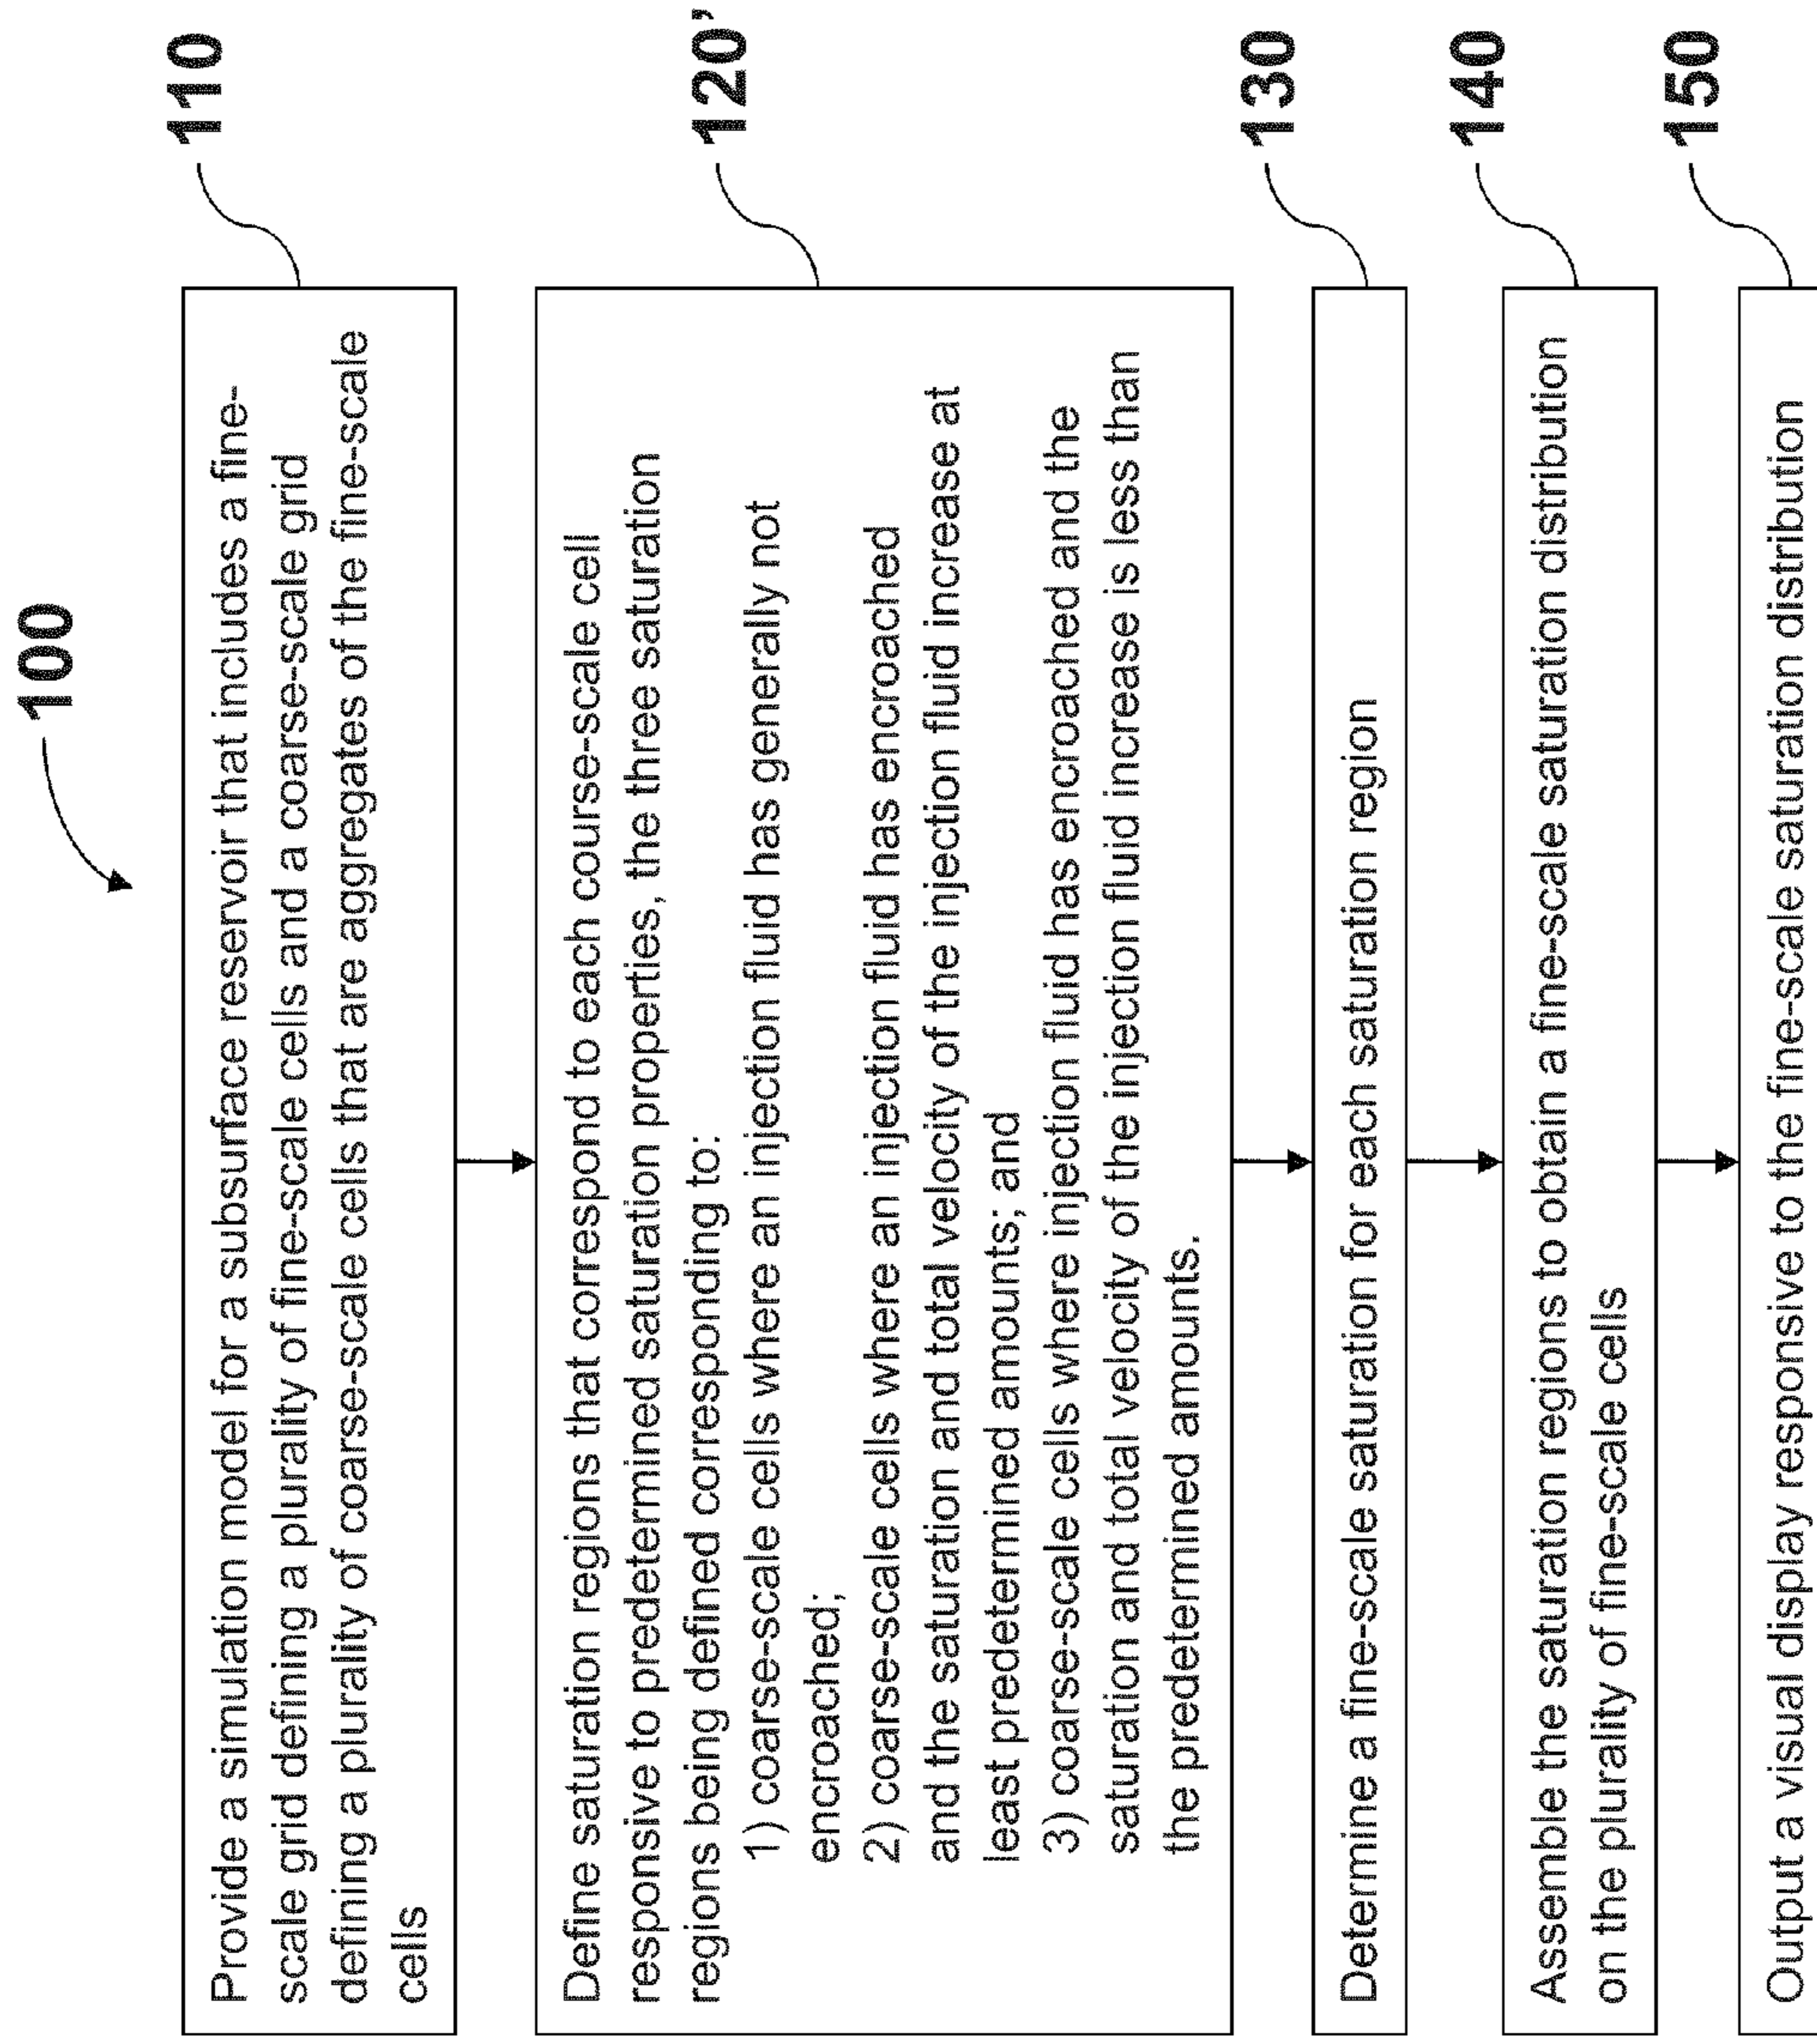 100
110
Provide a simulation model for a subsurface reservoir that includes a fine-
scale grid defining a plurality of fine-scale cells and a coarse-scale grid
defining a plurality of coarse-scale cells that are aggregates of the fine-scale
cells
120'
Define saturation regions that correspond to each course-scale cell
responsive to predetermined saturation properties, the three saturation
regions being defined corresponding to:
1) coarse-scale cells where an injection fluid has generally not
encroached;
2) coarse-scale cells where an injection fluid has encroached
and the saturation and total velocity of the injection fluid increase at
least predetermined amounts; and
3) coarse-scale cells where injection fluid has encroached and the
saturation and total velocity of the injection fluid increase is less than
the predetermined amounts.
130
Determine a fine-scale saturation for each saturation region
140
Assemble the saturation regions to obtain a fine-scale saturation distribution
on the plurality of fine-scale cells
150
Output a visual display responsive to the fine-scale saturation distribution